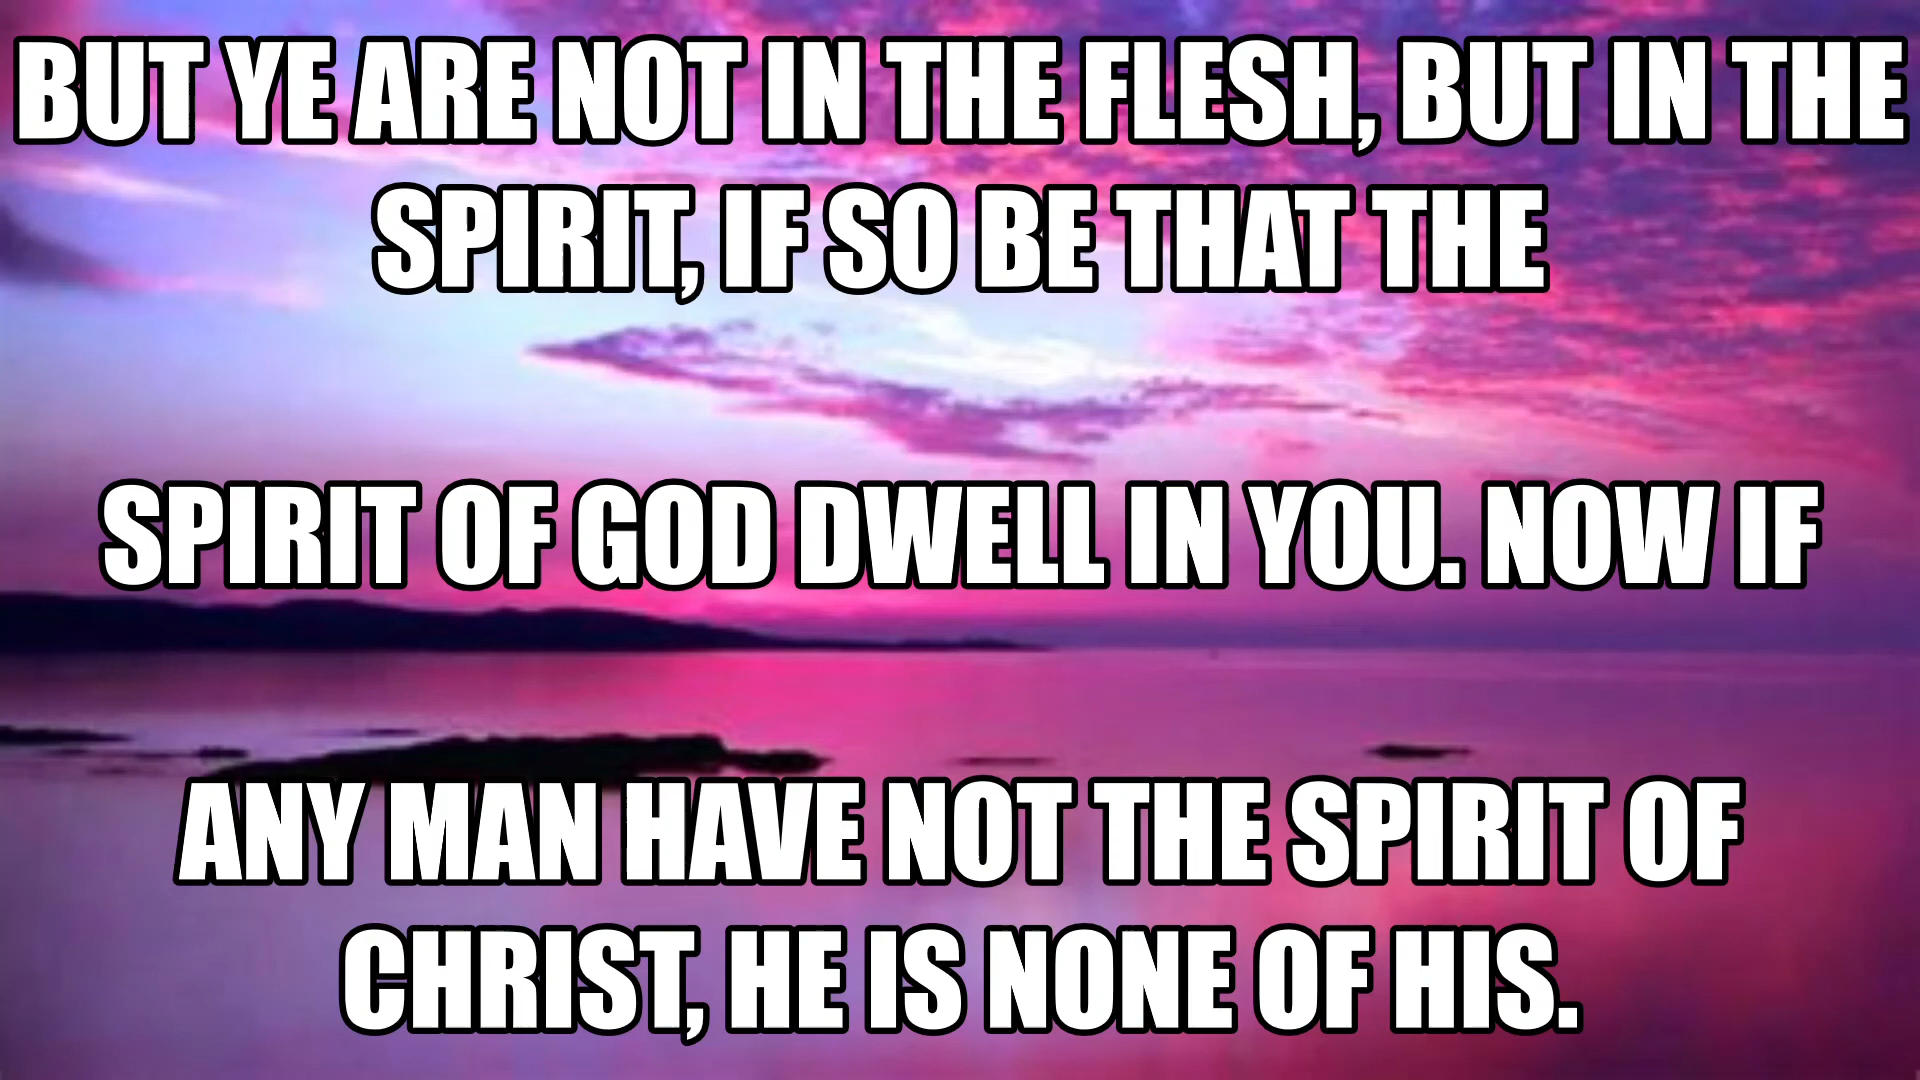 BUT YE ARE NOT IN THE FLESH, BUT IN THE
SPIRIT, IF SO BE THAT THE
SPIRIT OF GOD DWELL IN YOU. NOW IF
ANY MAN HAVE NOT THE SPIRIT OF
CHRIST, HE IS NONE OF HIS.